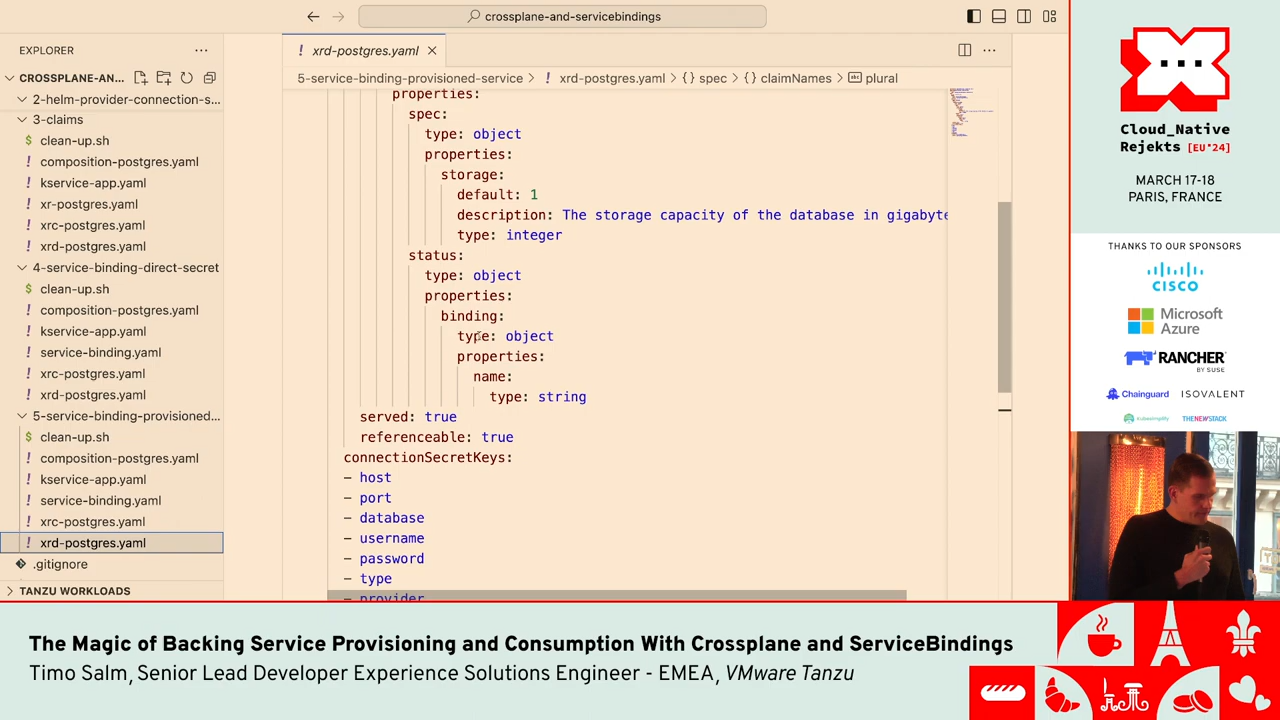 crossplane-and-servicebindings
EXPLORER
CROSSPLANE-AN...
2-helm-provider-connection-s...
3-claims
$ clean-up.sh
! composition-postgres.yaml
! kservice-app.yaml
! xr-postgres.yaml
! xrc-postgres.yaml
! xrd-postgres.yaml
4-service-binding-direct-secret
$ clean-up.sh
! composition-postgres.yaml
! kservice-app.yaml
! service-binding.yaml
! xrc-postgres.yaml
! xrd-postgres.yaml
5-service-binding-provisioned...
$ clean-up.sh
! composition-postgres.yaml
! kservice-app.yaml
! service-binding.yaml
! xrc-postgres.yaml
! xrd-postgres.yaml
.gitignore
TANZU WORKLOADS
! xrd-postgres.yaml
5-service-binding-provisioned-service > ! xrd-postgres.yaml > {} spec > {} claimNames > abc plural
properties:
spec:
type: object
properties:
storage:
default: 1
description: The storage capacity of the database in gigabyte
type: integer
status:
type: object
properties:
binding:
type: object
properties:
name:
type: string
served: true
referenceable: true
connectionSecretKeys:
- host
- port
- database
- username
- password
- type
- provider
Cloud_Native
Rejekts [EU'24]
MARCH 17-18
PARIS, FRANCE
THANKS TO OUR SPONSORS
CISCO
Microsoft
Azure
RANCHER
BY SUSE
Chainguard
ISOVALENT
kubesimplify
THENEWSTACK
The Magic of Backing Service Provisioning and Consumption With Crossplane and ServiceBindings
Timo Salm, Senior Lead Developer Experience Solutions Engineer - EMEA, VMware Tanzu